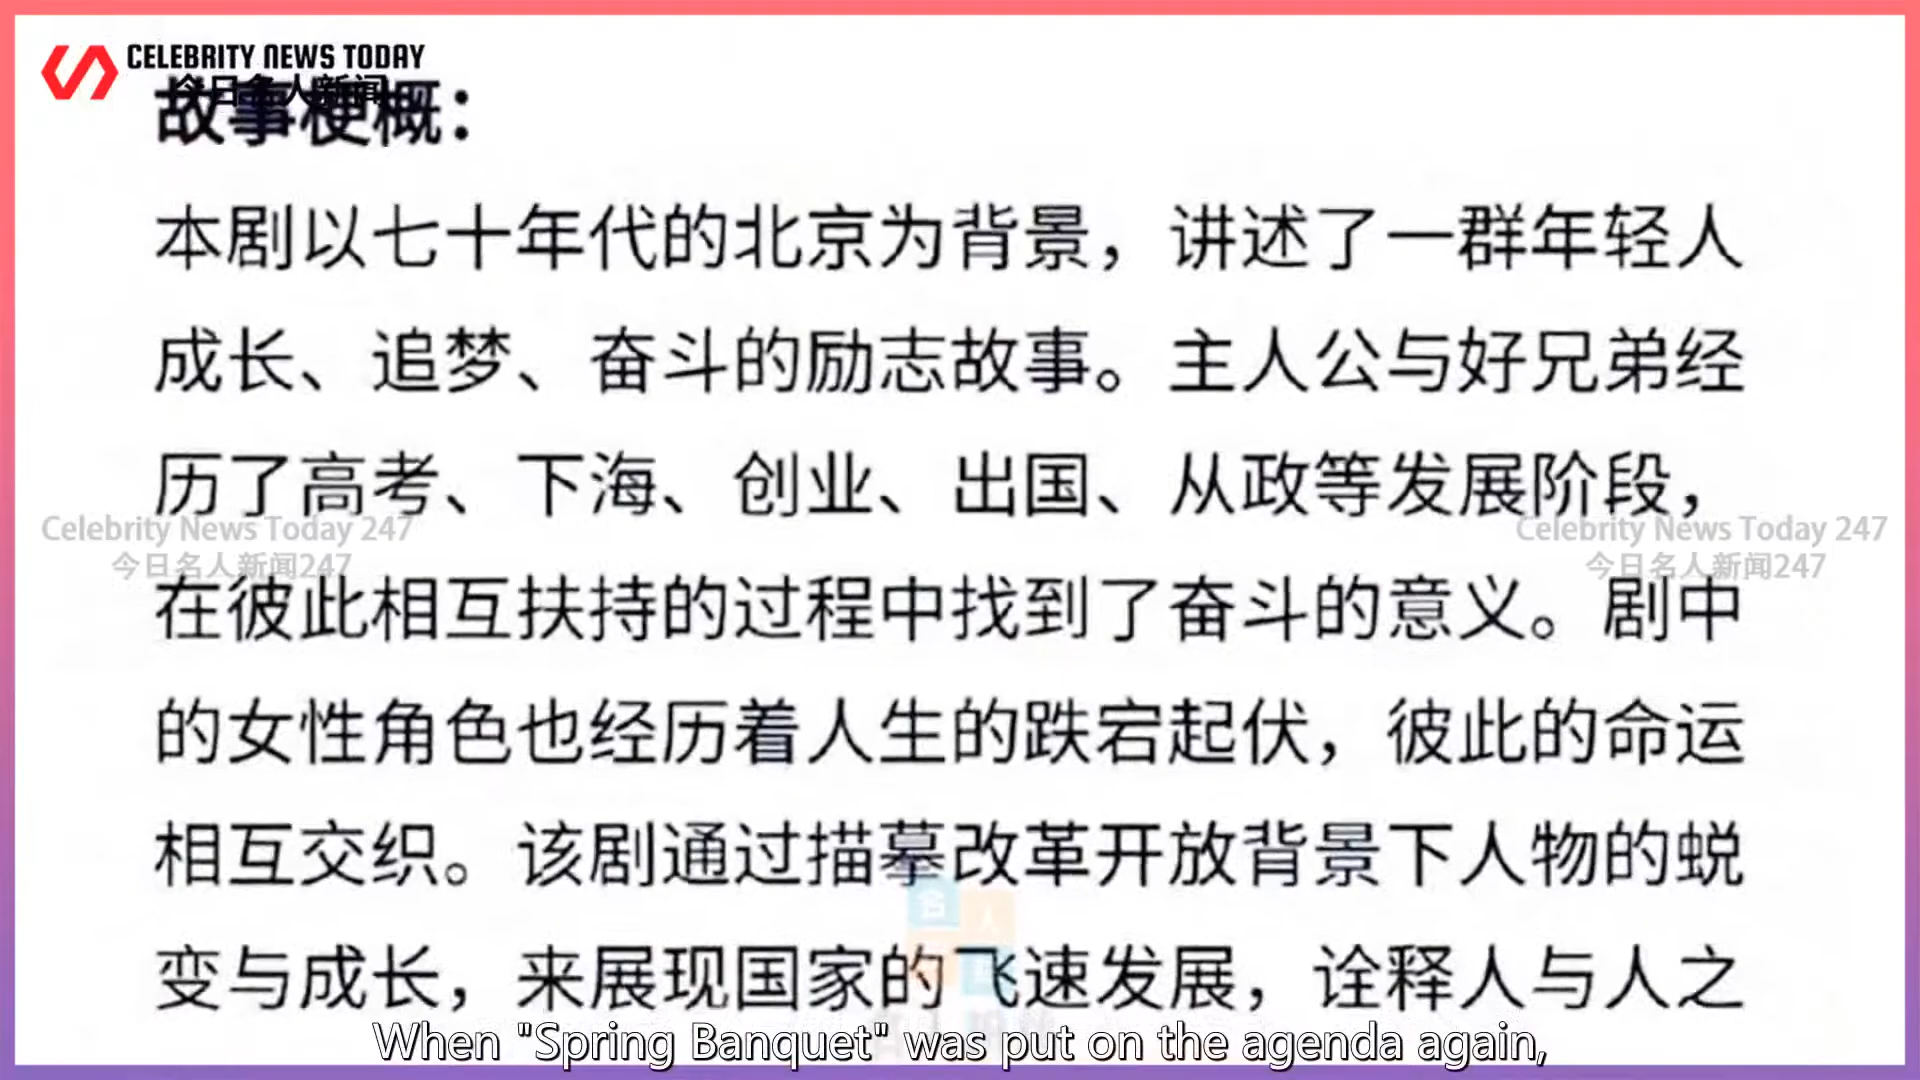 CELEBRITY NEWS TODAY
今日名人新闻
故事梗概：
本剧以七十年代的北京为背景，讲述了一群年轻人
成长、追梦、奋斗的励志故事。主人公与好兄弟经
历了高考、下海、创业、出国、从政等发展阶段，
Celebrity News Today 247
今日名人新闻247
Celebrity News Today 247
今日名人新闻247
在彼此相互扶持的过程中找到了奋斗的意义。剧中
的女性角色也经历着人生的跌宕起伏，彼此的命运
相互交织。该剧通过描摹改革开放背景下人物的蜕
变与成长，来展现国家的飞速发展，诠释人与人之
When "Spring Banquet" was put on the agenda again,